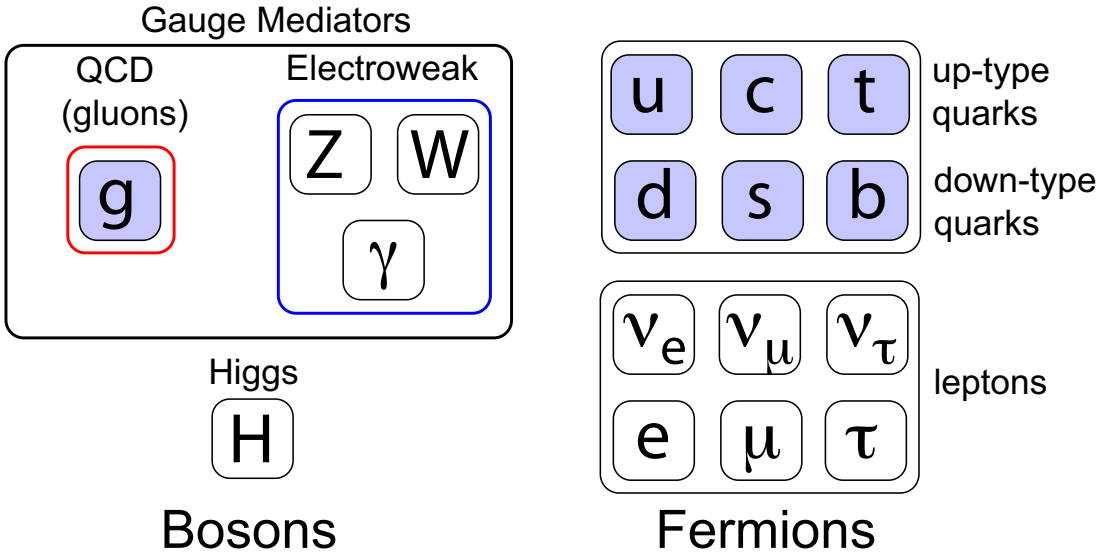 Gauge Mediators
QCD
(gluons)
Electroweak
g
Z W
γ
Higgs
H
Bosons
u c t
up-type
quarks
d s b
down-type
quarks
νe νμ ντ
e μ τ
leptons
Fermions